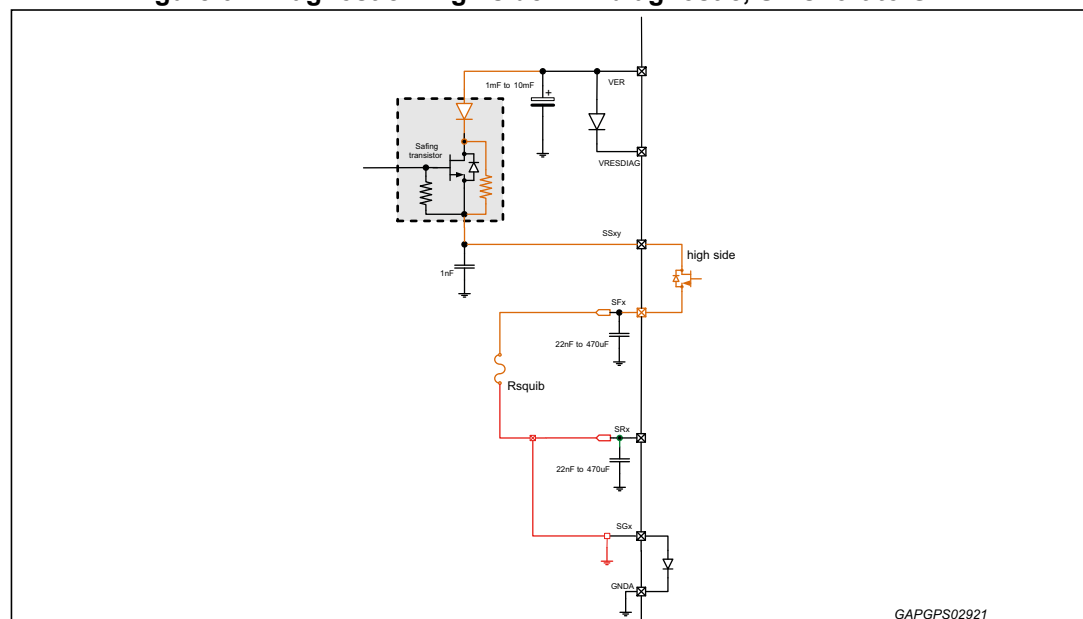 1mF to 10mF
+
VER
Safing
transistor
VRESDIAG
SSxy
high side
1nF
SFx
22nF to 470uF
Rsquib
SRx
22nF to 470uF
SGx
GNDA
GAPGPS02921